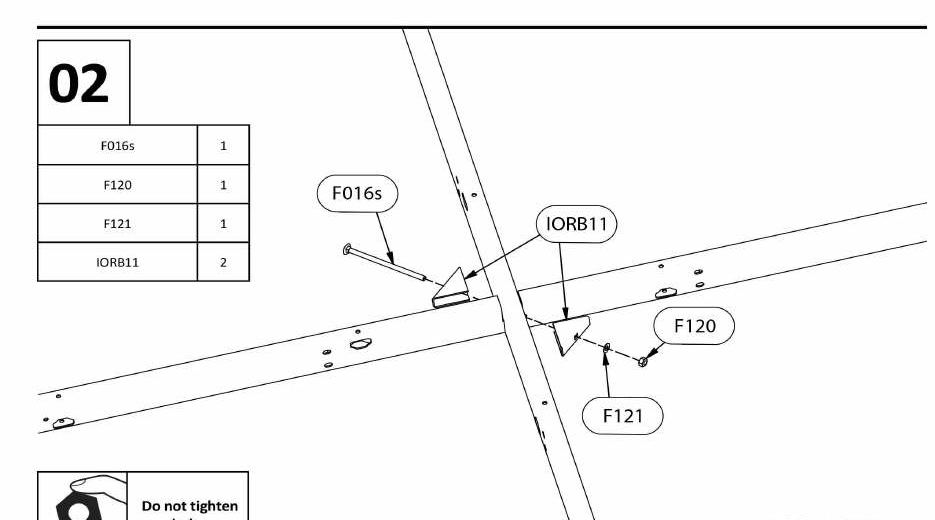 02
F016s 1
F120 1
F121 1
IORB11 2
F016s
IORB11
F120
F121
Do not tighten